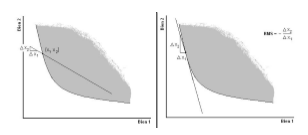 Bien 2
Δ x₂
Δ x₁
(x₁ x₂)
Bien 1
Bien 2
RMS = - Δ x₂
Δ x₁
Δ x₂
Δ x₁
Bien 1